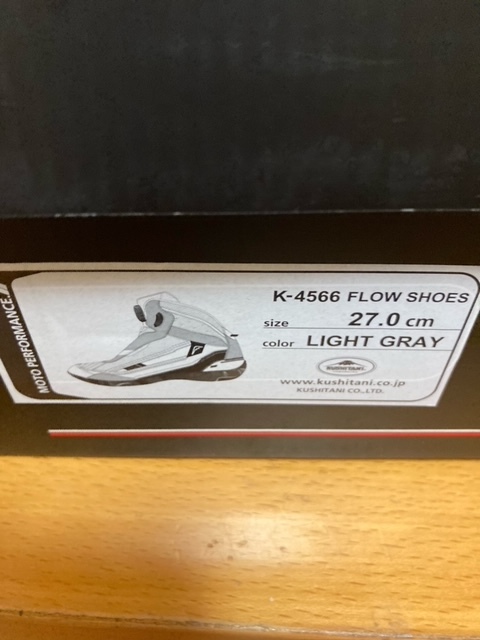 MOTO PERFORMANCE.
K-4566 FLOW SHOES
size 27.0 cm
color LIGHT GRAY
KUSHITANI
www.kushitani.co.jp
KUSHITANI CO.,LTD.